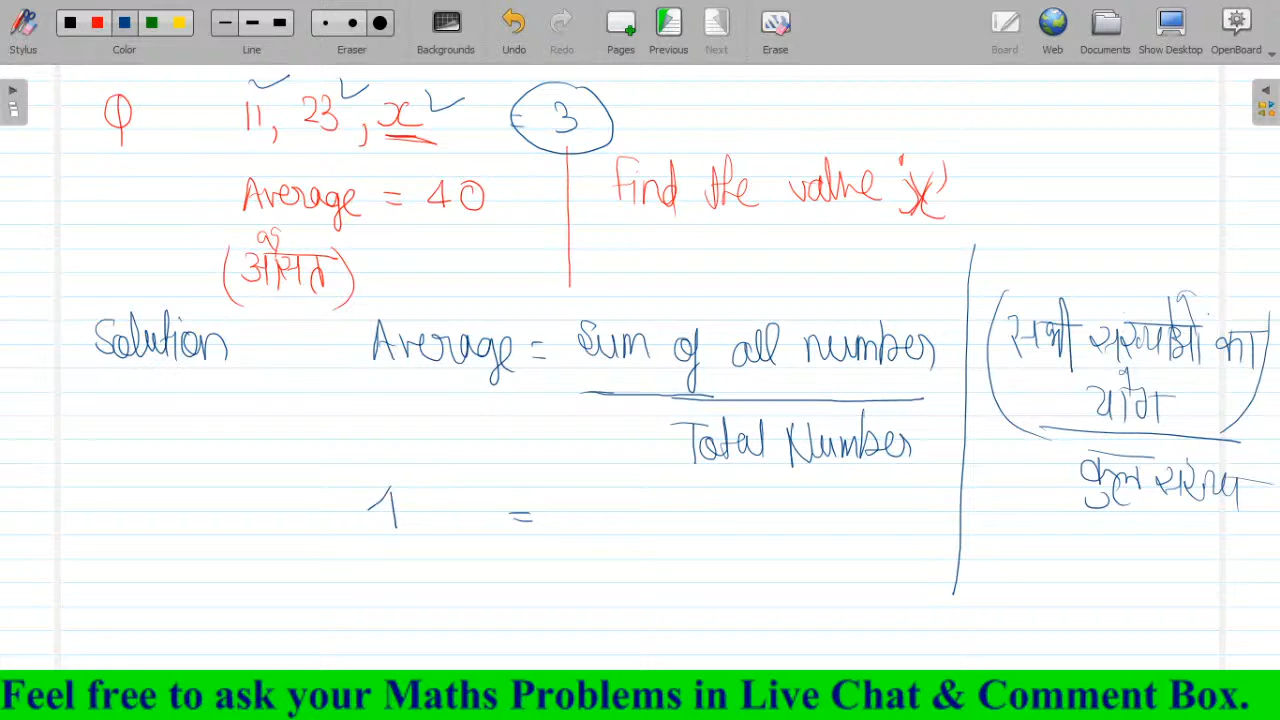 Stylus Color Line Eraser Backgrounds Undo Redo Pages Previous Next Erase Board Web Documents Show Desktop OpenBoard
Q 11, 23, x = 3
Average = 40
(औसत)
Find the value 'x'
Solution Average = Sum of all number
Total Number
(सभी संख्याओं का
योग)
कुल संख्या
A =
Feel free to ask your Maths Problems in Live Chat & Comment Box.